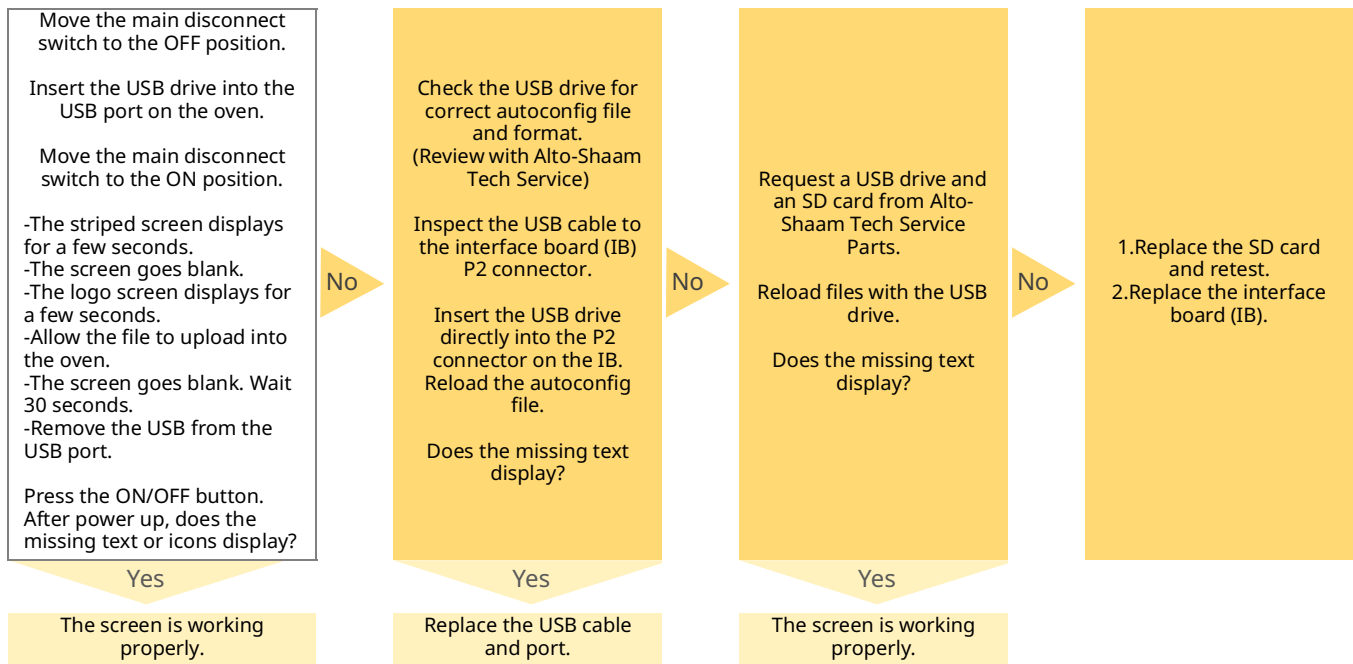 Move the main disconnect
switch to the OFF position.
Insert the USB drive into the
USB port on the oven.
Move the main disconnect
switch to the ON position.
-The striped screen displays
for a few seconds.
-The screen goes blank.
-The logo screen displays for
a few seconds.
-Allow the file to upload into
the oven.
-The screen goes blank. Wait
30 seconds.
-Remove the USB from the
USB port.
Press the ON/OFF button.
After power up, does the
missing text or icons display?
Yes
The screen is working
properly.
No
Check the USB drive for
correct autoconfig file
and format.
(Review with Alto-Shaam
Tech Service)
Inspect the USB cable to
the interface board (IB)
P2 connector.
Insert the USB drive
directly into the P2
connector on the IB.
Reload the autoconfig
file.
Does the missing text
display?
Yes
Replace the USB cable
and port.
No
Request a USB drive and
an SD card from Alto-
Shaam Tech Service
Parts.
Reload files with the USB
drive.
Does the missing text
display?
Yes
The screen is working
properly.
No
1.Replace the SD card
and retest.
2.Replace the interface
board (IB).